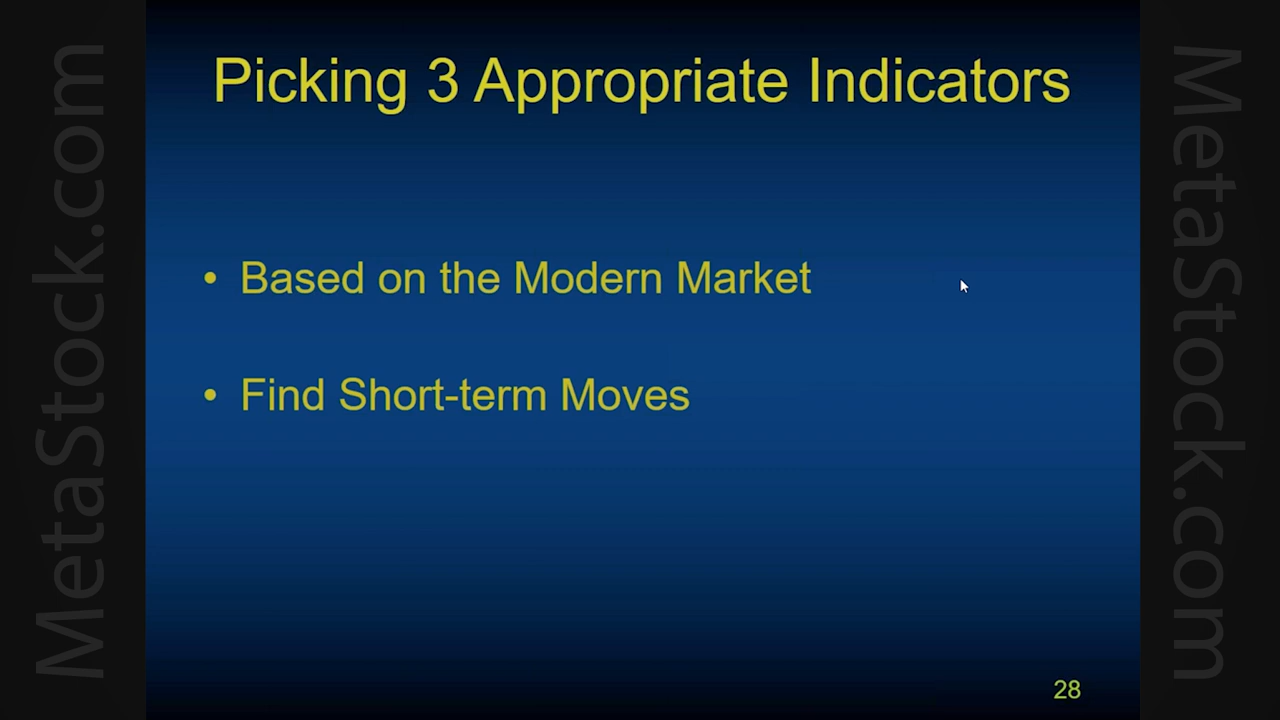 MetaStock.com
Picking 3 Appropriate Indicators
• Based on the Modern Market
• Find Short-term Moves
28
MetaStock.com